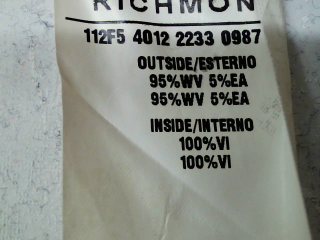 RICHMON
112F5 4012 2233 0987
OUTSIDE/ESTERNO
95%WV 5%EA
95%WV 5%EA
INSIDE/INTERNO
100%VI
100%VI